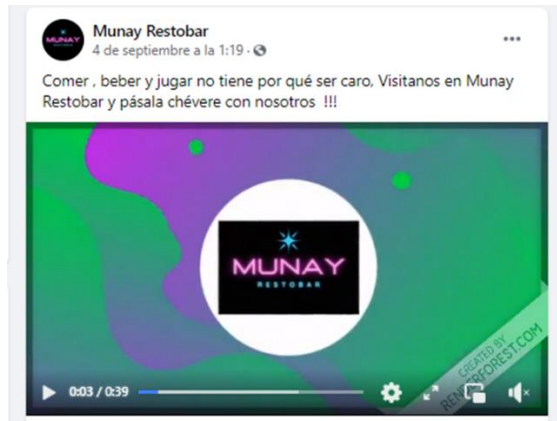 Munay Restobar
4 de septiembre a la 1:19 ·
Comer , beber y jugar no tiene por qué ser caro, Visitanos en Munay
Restobar y pásala chévere con nosotros !!!
MUNAY
RESTOBAR
MUNAY
RESTOBAR
CREATED BY
RENDERFOREST.COM
0:03 / 0:39